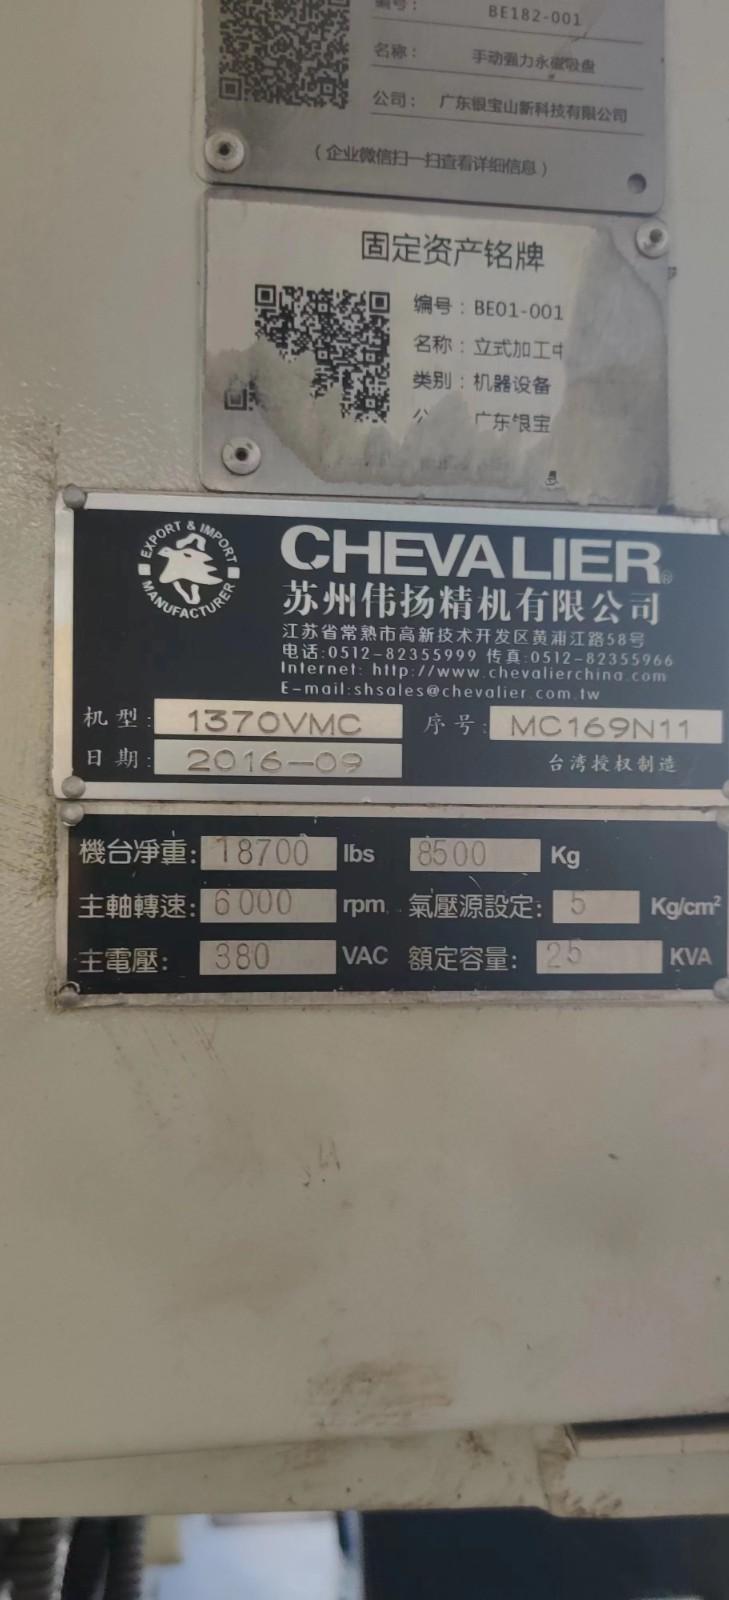 编号: BE182-001
名称: 手动强力永磁吸盘
公司: 广东银宝山新科技有限公司
(企业微信扫一扫查看详细信息)
固定资产铭牌
编号: BE01-001
名称: 立式加工中
类别: 机器设备
广东银宝
息
EXPORT & IMPORT
MANUFACTURER
CHEVALIER®
苏州伟扬精机有限公司
江苏省常熟市高新技术开发区黄浦江路58号
电话:0512-82355999 传真:0512-82355966
Internet: http://www.chevalierchina.com
E-mail:shsales@chevalier.com.tw
机型: 1370VMC 序号: MC169N11
日期: 2016-09 台湾授权制造
機台凈重: 18700 lbs 8500 Kg
主軸轉速: 6000 rpm 氣壓源設定: 5 Kg/cm²
主電壓: 380 VAC 額定容量: 25 KVA